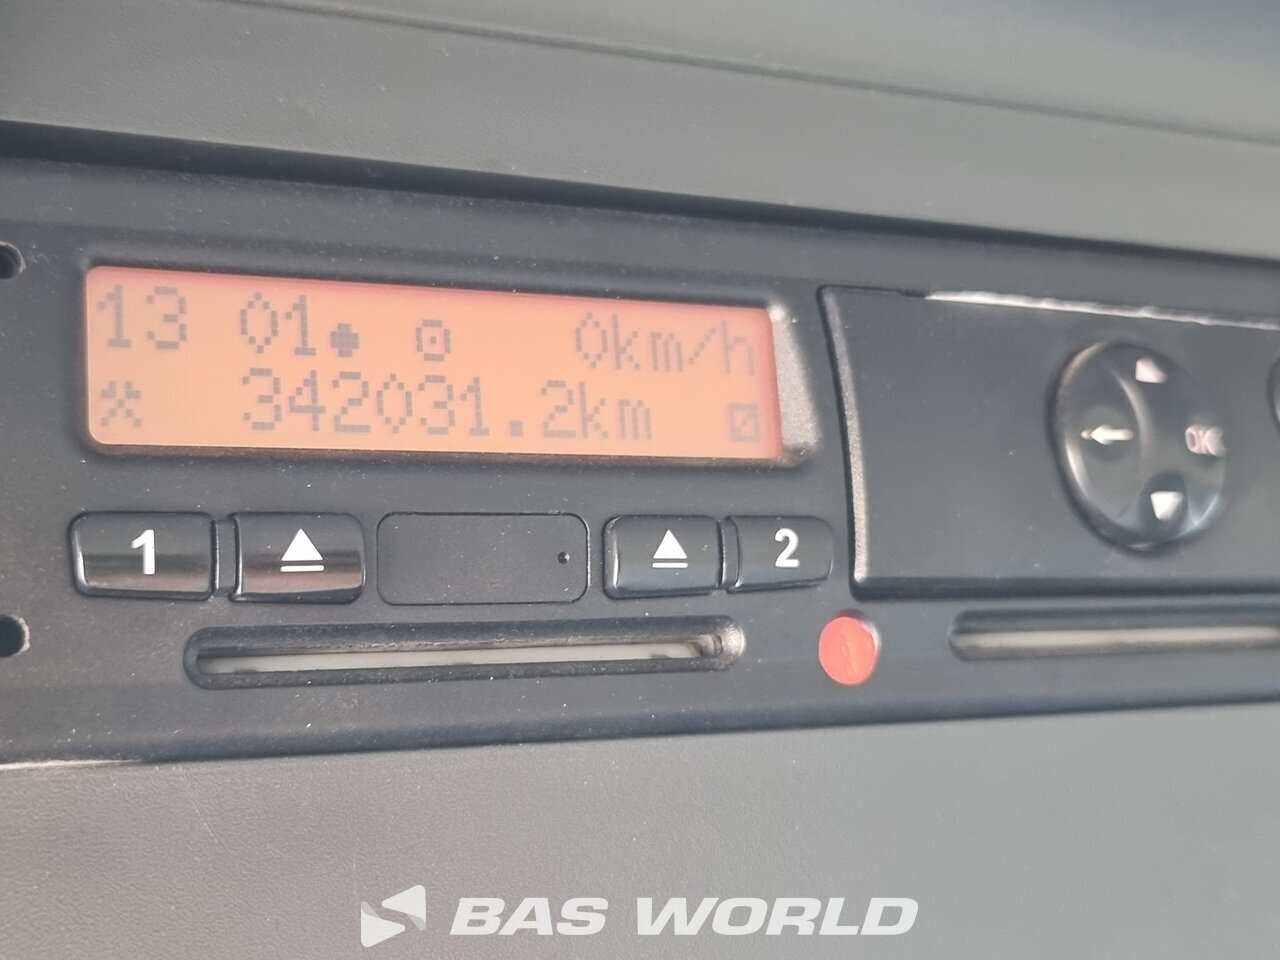 13 01 0km/h
342031.2km
1 2
OK
BAS WORLD